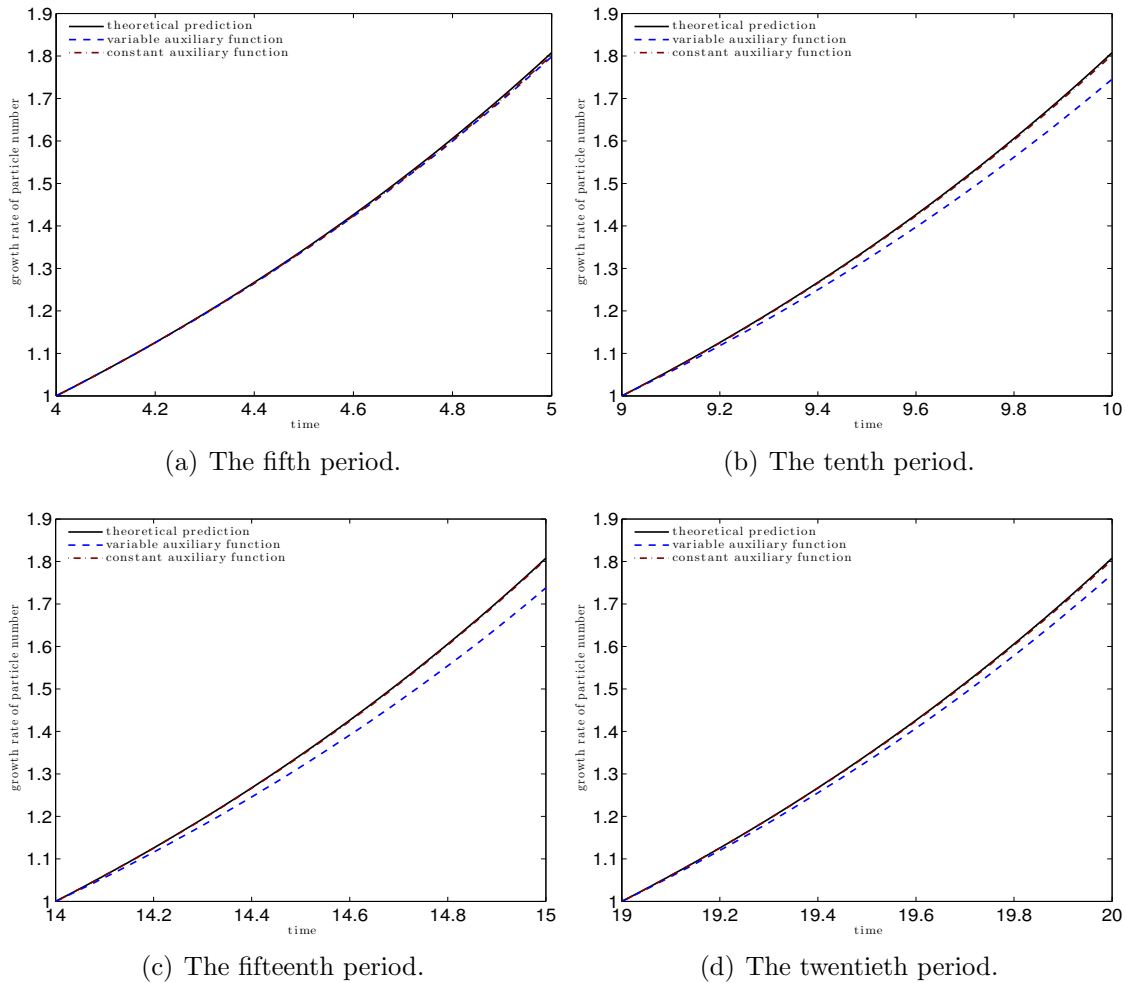 1.9
theoretical prediction
variable auxiliary function
constant auxiliary function
1.8
1.7
1.6
1.5
1.4
1.3
1.2
1.1
1
growth rate of particle number
4 4.2 4.4 4.6 4.8 5
time
(a) The fifth period.
1.9
theoretical prediction
variable auxiliary function
constant auxiliary function
1.8
1.7
1.6
1.5
1.4
1.3
1.2
1.1
1
growth rate of particle number
9 9.2 9.4 9.6 9.8 10
time
(b) The tenth period.
1.9
theoretical prediction
variable auxiliary function
constant auxiliary function
1.8
1.7
1.6
1.5
1.4
1.3
1.2
1.1
1
growth rate of particle number
14 14.2 14.4 14.6 14.8 15
time
(c) The fifteenth period.
1.9
theoretical prediction
variable auxiliary function
constant auxiliary function
1.8
1.7
1.6
1.5
1.4
1.3
1.2
1.1
1
growth rate of particle number
19 19.2 19.4 19.6 19.8 20
time
(d) The twentieth period.